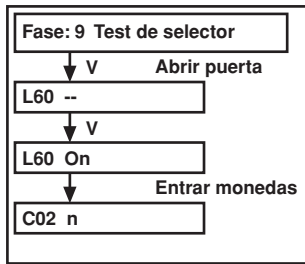 Fase: 9 Test de selector
V Abrir puerta
L60 --
V
L60 On
Entrar monedas
C02 n